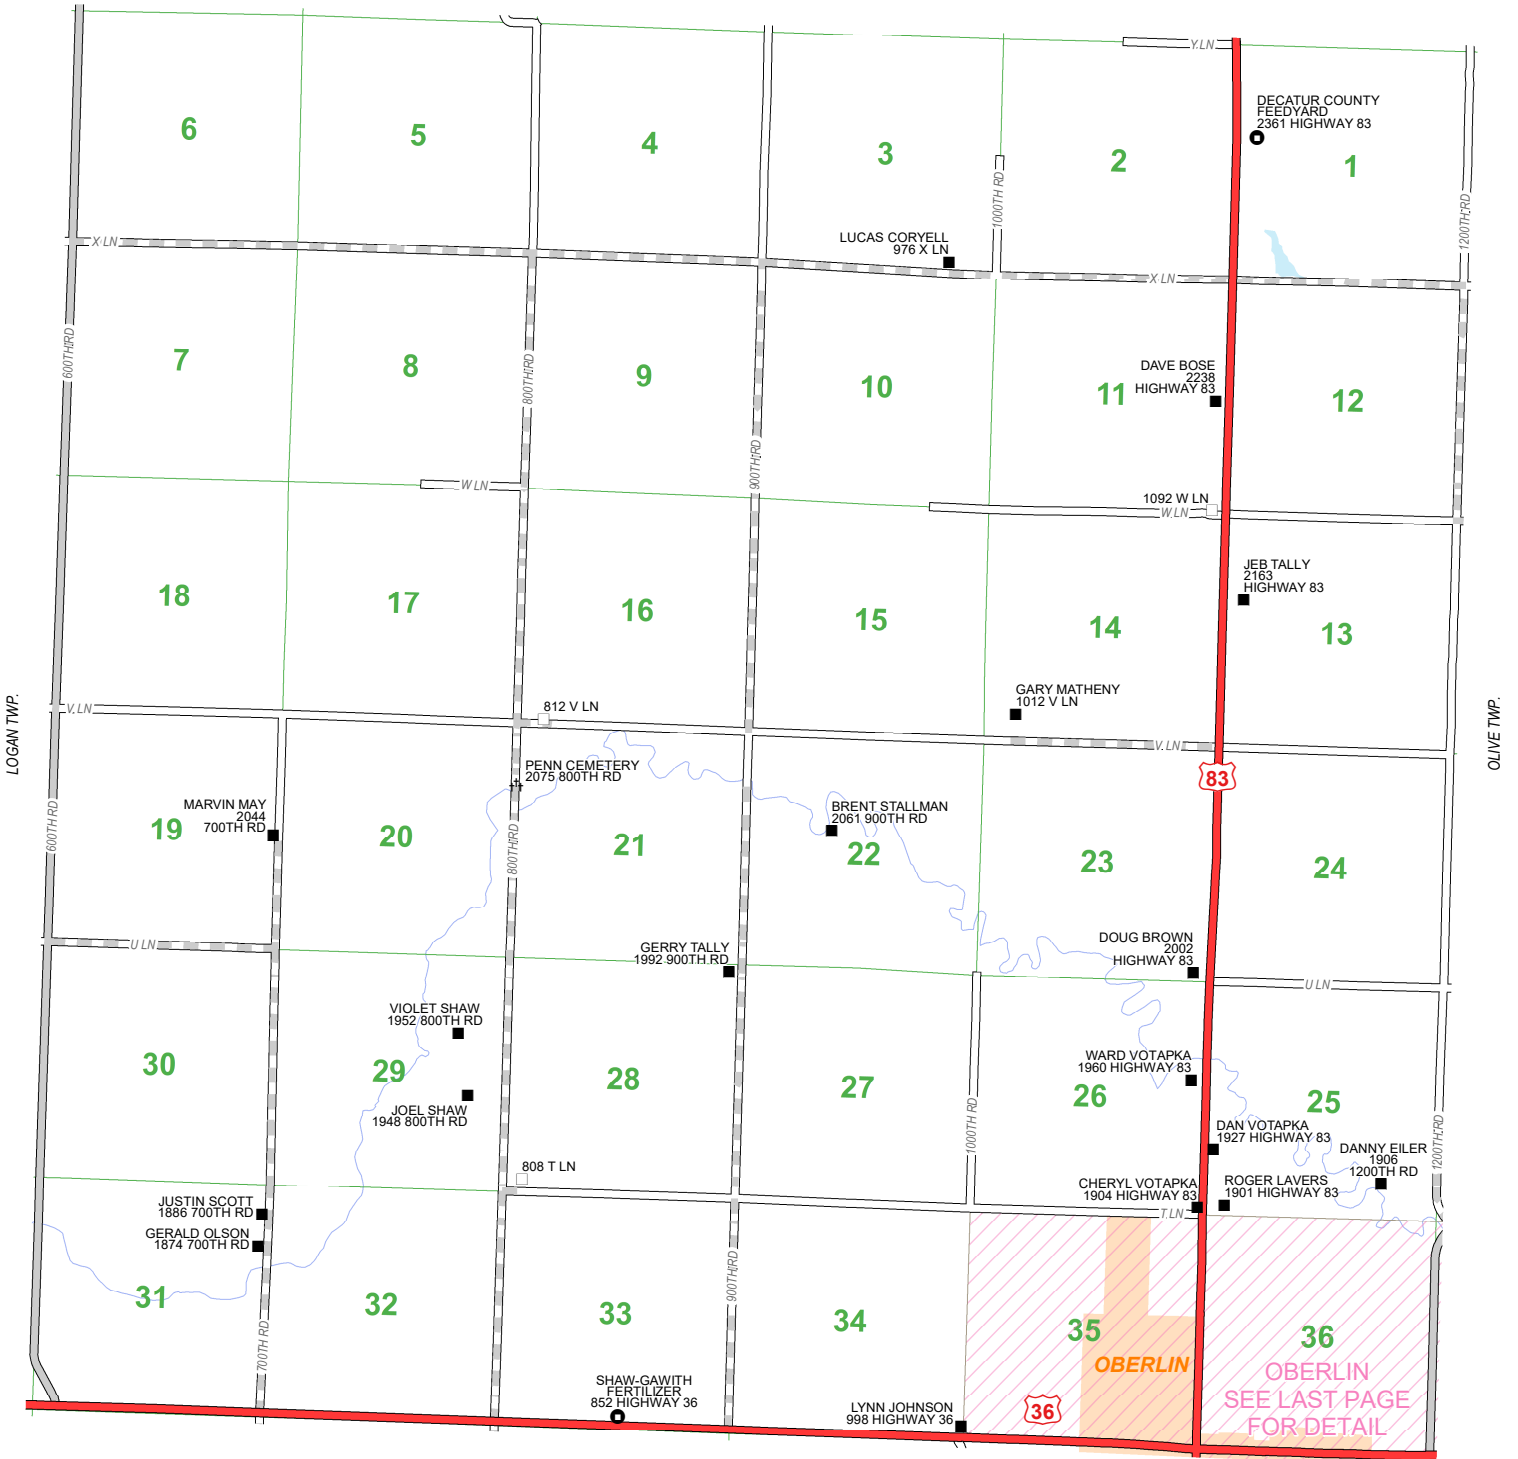 Y LN
DECATUR COUNTY
FEEDYARD
2361 HIGHWAY 83
6
5
4
3
2
1
1000TH RD
1200TH RD
LUCAS CORYELL
976 X LN
X LN
X LN
600TH RD
800TH RD
900TH RD
7
8
9
10
11
12
DAVE BOSE
2238
HIGHWAY 83
W LN
1092 W LN
W LN
JEB TALLY
2163
HIGHWAY 83
18
17
16
15
14
13
GARY MATHENY
1012 V LN
812 V LN
V LN
V LN
LOGAN TWP.
OLIVE TWP.
83
PENN CEMETERY
2075 800TH RD
MARVIN MAY
2044
700TH RD
BRENT STALLMAN
2061 900TH RD
600TH RD
800TH RD
19
20
21
22
23
24
DOUG BROWN
2002
HIGHWAY 83
GERRY TALLY
1992 900TH RD
U LN
U LN
VIOLET SHAW
1952 800TH RD
WARD VOTAPKA
1960 HIGHWAY 83
30
29
28
27
26
25
JOEL SHAW
1948 800TH RD
1000TH RD
1200TH RD
DAN VOTAPKA
1927 HIGHWAY 83
DANNY EILER
1906
1200TH RD
808 T LN
CHERYL VOTAPKA
1904 HIGHWAY 83
ROGER LAVERS
1901 HIGHWAY 83
T LN
JUSTIN SCOTT
1886 700TH RD
GERALD OLSON
1874 700TH RD
900TH RD
700TH RD
31
32
33
34
35
36
OBERLIN
OBERLIN
SEE LAST PAGE
FOR DETAIL
SHAW-GAWITH
FERTILIZER
852 HIGHWAY 36
LYNN JOHNSON
998 HIGHWAY 36
36